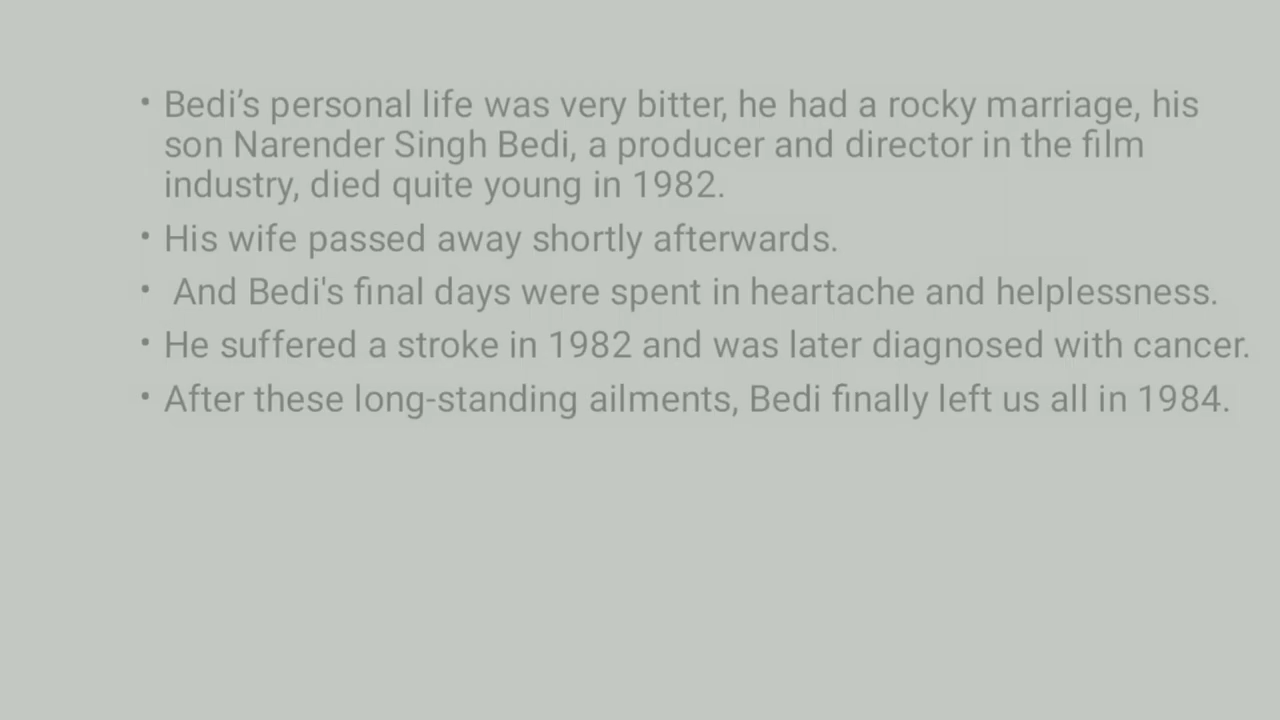 • Bedi’s personal life was very bitter, he had a rocky marriage, his
son Narender Singh Bedi, a producer and director in the film
industry, died quite young in 1982.
• His wife passed away shortly afterwards.
• And Bedi's final days were spent in heartache and helplessness.
• He suffered a stroke in 1982 and was later diagnosed with cancer.
• After these long-standing ailments, Bedi finally left us all in 1984.